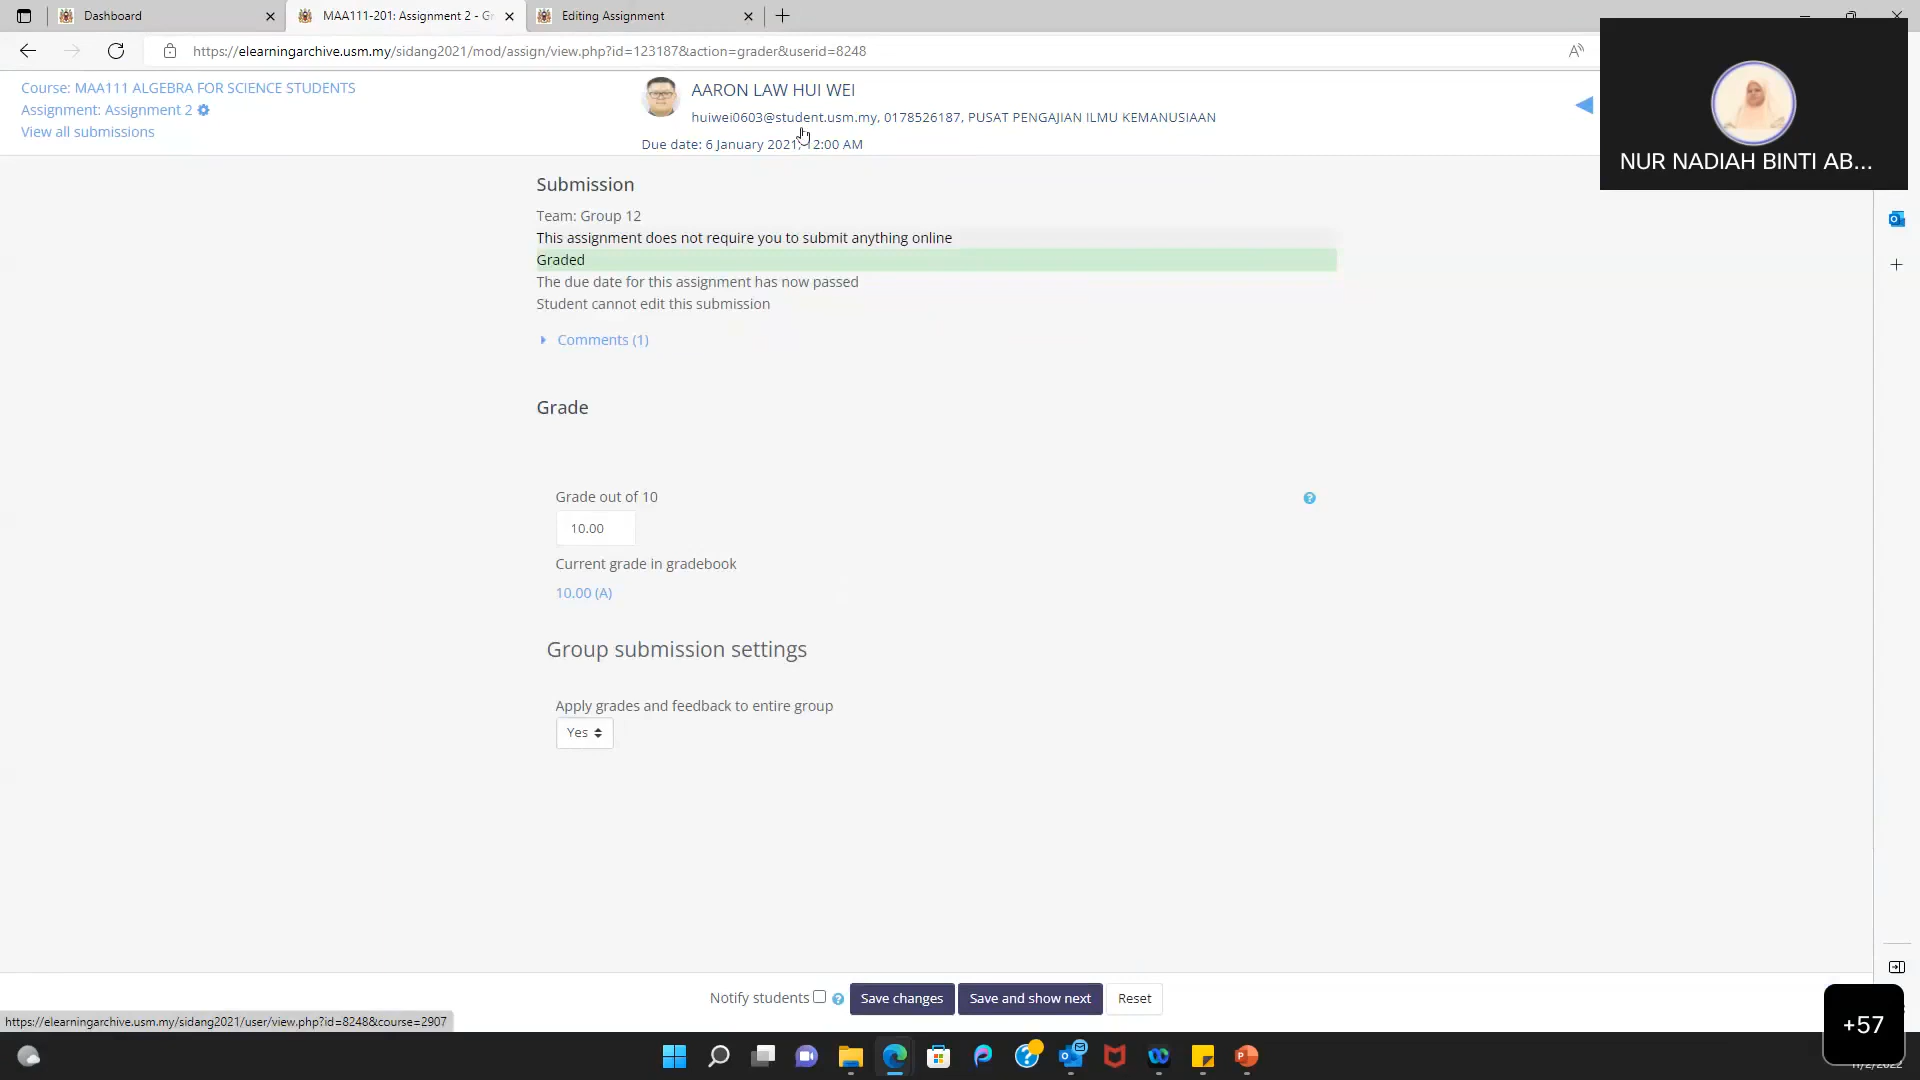 Dashboard
MAA111-201: Assignment 2 - Gr
Editing Assignment
https://elearningarchive.usm.my/sidang2021/mod/assign/view.php?id=123187&action=grader&userid=8248
Course: MAA111 ALGEBRA FOR SCIENCE STUDENTS
Assignment: Assignment 2
View all submissions
AARON LAW HUI WEI
huiwei0603@student.usm.my, 0178526187, PUSAT PENGAJIAN ILMU KEMANUSIAAN
Due date: 6 January 2021, 12:00 AM
NUR NADIAH BINTI AB...
Submission
Team: Group 12
This assignment does not require you to submit anything online
Graded
The due date for this assignment has now passed
Student cannot edit this submission
Comments (1)
Grade
Grade out of 10
10.00
Current grade in gradebook
10.00 (A)
Group submission settings
Apply grades and feedback to entire group
Yes
Notify students
Save changes
Save and show next
Reset
https://elearningarchive.usm.my/sidang2021/user/view.php?id=8248&course=2907
+57